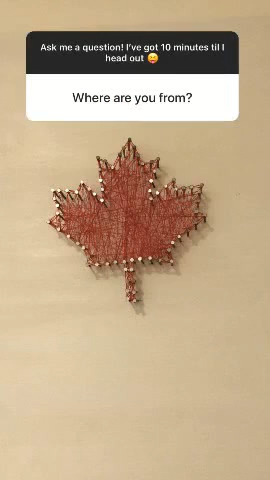 Ask me a question! I've got 10 minutes til I
head out 😛
Where are you from?